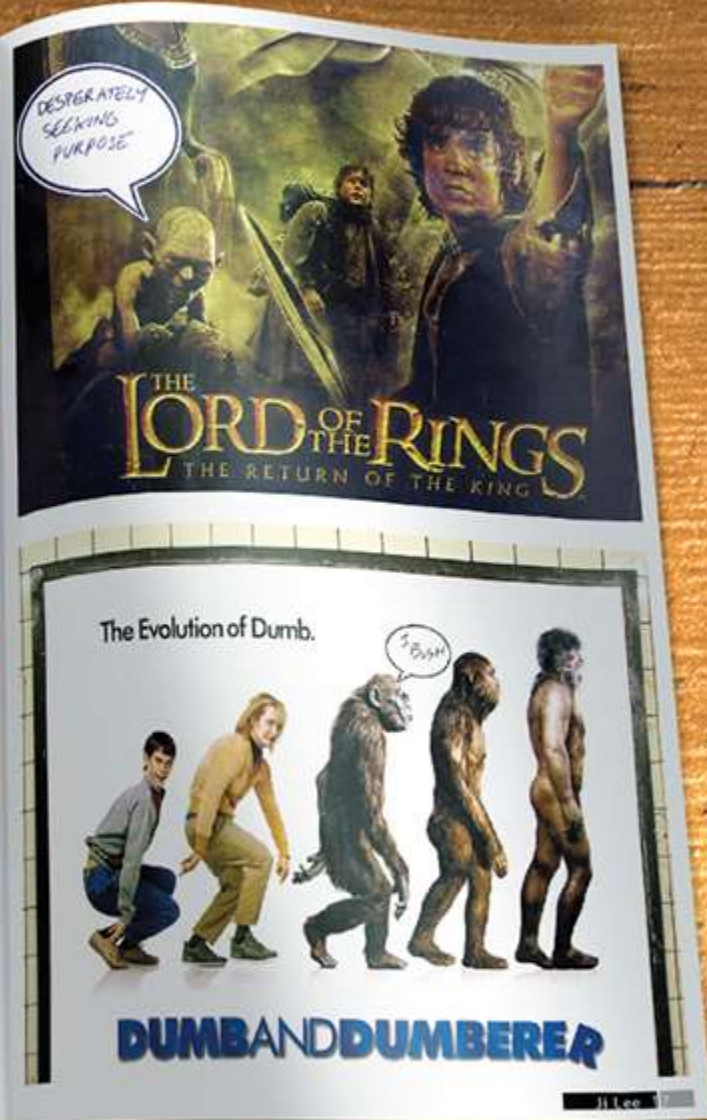 DESPERATELY
SEEKING
PURPOSE
THE
LORD OF THE RINGS
THE RETURN OF THE KING
The Evolution of Dumb.
I
BUSH
DUMBANDDUMBERER
Ji Lee